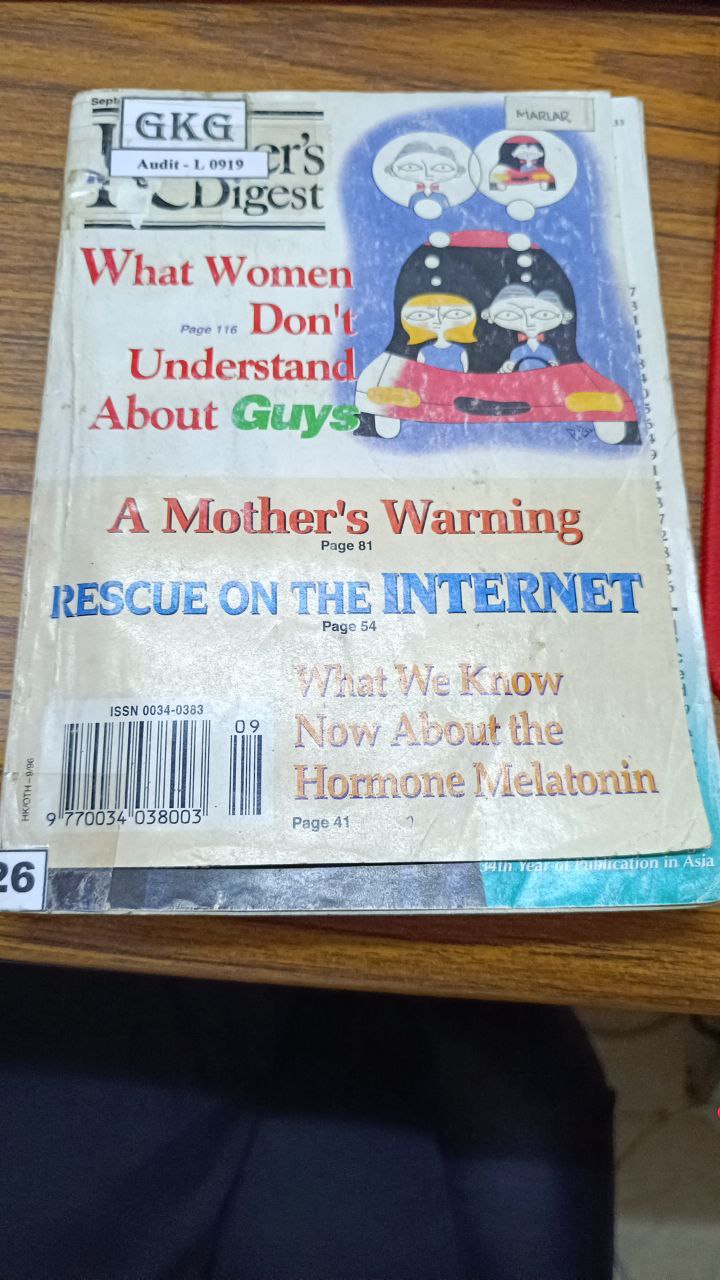 Sept
GKG
Audit - L 0919
er's
Digest
MARLAR
What Women
Page 116 Don't
Understand
About Guys
A Mother's Warning
Page 81
RESCUE ON THE INTERNET
Page 54
What We Know
Now About the
Hormone Melatonin
Page 41
ISSN 0034-0383
09
9 770034 038003
HK/OTH – 9/96
26
34th Year of Publication in Asia